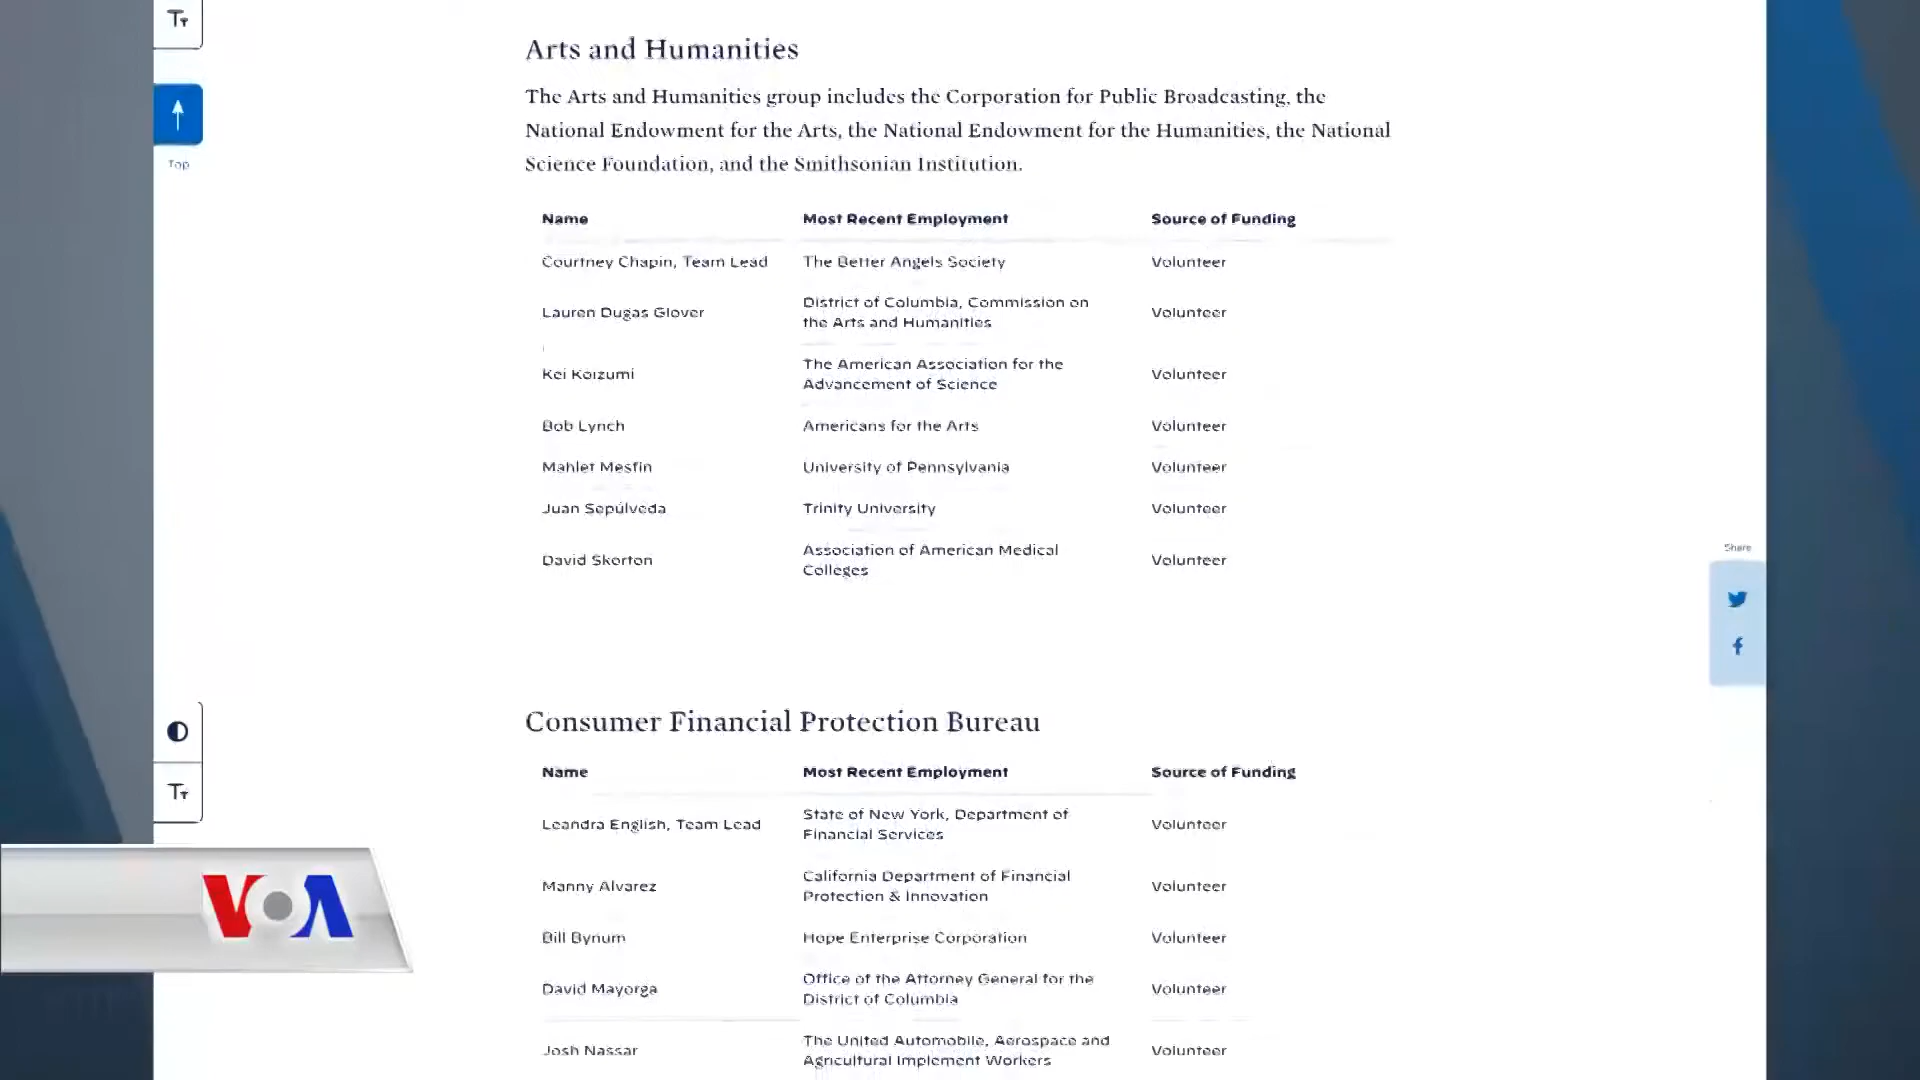 Tт
Top
Arts and Humanities
The Arts and Humanities group includes the Corporation for Public Broadcasting, the
National Endowment for the Arts, the National Endowment for the Humanities, the National
Science Foundation, and the Smithsonian Institution.
Name Most Recent Employment Source of Funding
Courtney Chapin, Team Lead The Better Angels Society Volunteer
Lauren Dugas Glover District of Columbia, Commission on
the Arts and Humanities Volunteer
Kei Koizumi The American Association for the
Advancement of Science Volunteer
Bob Lynch Americans for the Arts Volunteer
Mahlet Mesfin University of Pennsylvania Volunteer
Juan Sepúlveda Trinity University Volunteer
David Skorton Association of American Medical
Colleges Volunteer
Share
Consumer Financial Protection Bureau
Name Most Recent Employment Source of Funding
Leandra English, Team Lead State of New York, Department of
Financial Services Volunteer
Manny Alvarez California Department of Financial
Protection & Innovation Volunteer
Bill Bynum Hope Enterprise Corporation Volunteer
David Mayorga Office of the Attorney General for the
District of Columbia Volunteer
Josh Nassar The United Automobile, Aerospace and
Agricultural Implement Workers Volunteer
Tт
VOA